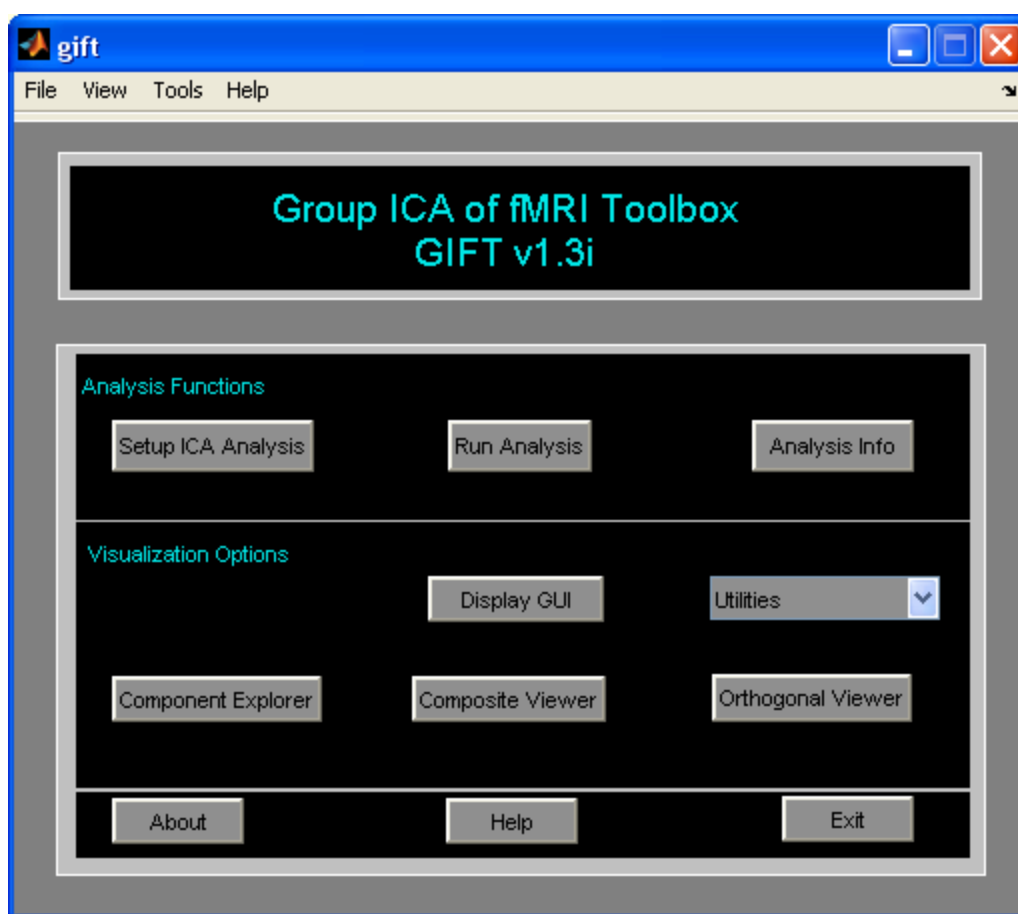 gift
File View Tools Help
Group ICA of fMRI Toolbox
GIFT v1.3i
Analysis Functions
Setup ICA Analysis Run Analysis Analysis Info
Visualization Options
Display GUI Utilities
Component Explorer Composite Viewer Orthogonal Viewer
About Help Exit